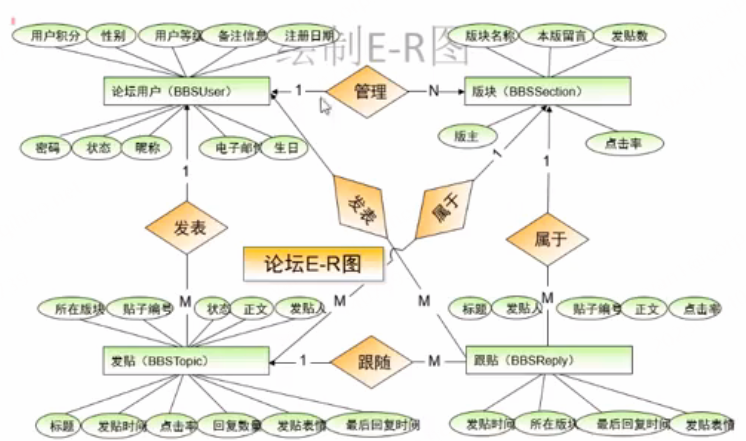 绘制E-R图
用户积分 性别 用户等级 备注信息 注册日期 版块名称 本版留言 发贴数
论坛用户（BBSUser） 1 管理 N 版块（BBSSection）
密码 状态 昵称 电子邮件 生日 版主 点击率
1 1 1
发表 发表 属于 属于
论坛E-R图
M M M M
所在版块 贴子编号 状态 正文 发贴人 标题 发贴人 贴子编号 正文 点击率
发贴（BBSTopic） 1 跟随 M 跟贴（BBSReply）
标题 发贴时间 点击率 回复数量 发贴表情 最后回复时间 发贴时间 所在版块 最后回复时间 发贴表情